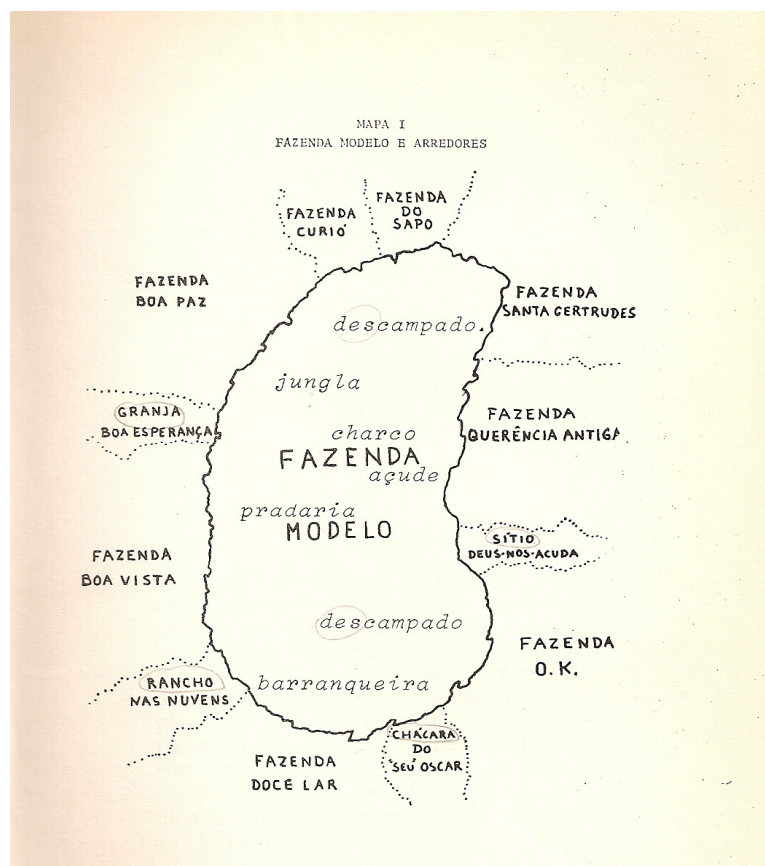 MAPA I
FAZENDA MODELO E ARREDORES
FAZENDA
DO
SAPO
FAZENDA
CURIÓ
FAZENDA
BOA PAZ
FAZENDA
SANTA GERTRUDES
descampado.
jungla
GRANJA
BOA ESPERANÇA
FAZENDA
QUERÊNCIA ANTIGA
charco
FAZENDA
açude
pradaria
MODELO
SÍTIO
DEUS-NOS-ACUDA
FAZENDA
BOA VISTA
descampado
FAZENDA
O.K.
RANCHO
NAS NUVENS
barranqueira
CHÁCARA
DO
"SEU" OSCAR
FAZENDA
DOCE LAR